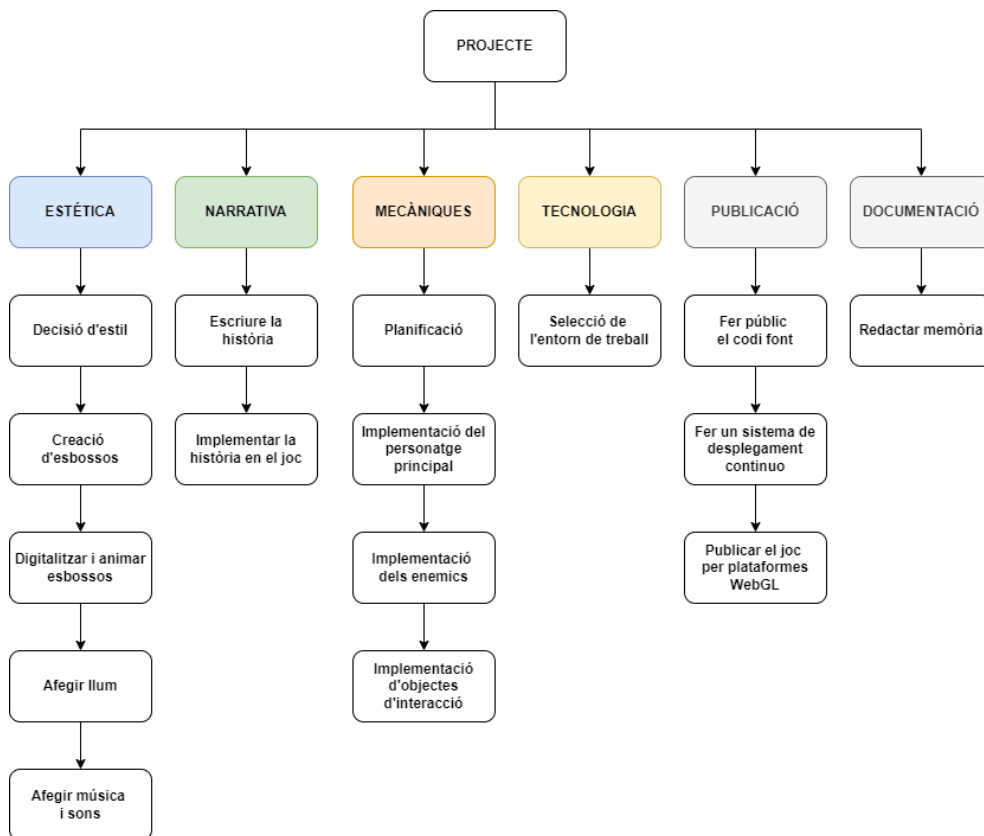 PROJECTE
ESTÉTICA
NARRATIVA
MECÀNIQUES
TECNOLOGIA
PUBLICACIÓ
DOCUMENTACIÓ
Decisió d'estil
Escriure la
història
Planificació
Selecció de
l'entorn de treball
Fer públic
el codi font
Redactar memòria
Creació
d'esbossos
Implementar la
història en el joc
Implementació del
personatge
principal
Fer un sistema de
desplegament
continuo
Digitalitzar i animar
esbossos
Implementació
dels enemics
Publicar el joc
per plataformes
WebGL
Afegir llum
Implementació
d'objectes
d'interacció
Afegir música
i sons